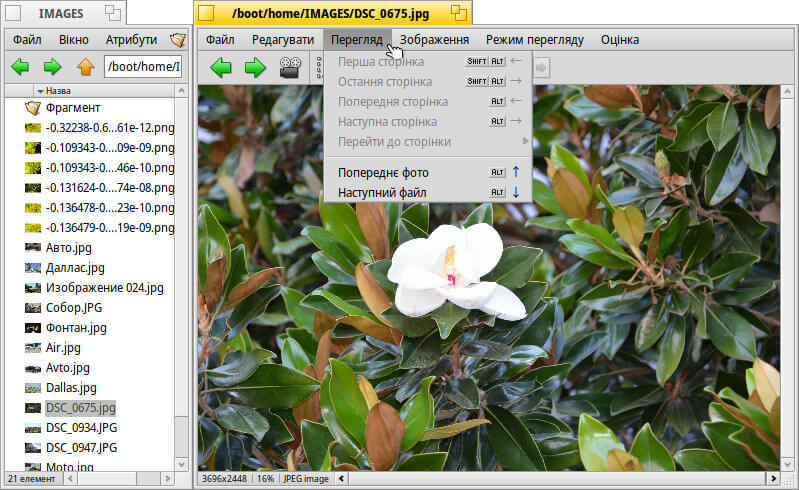 IMAGES
Файл Вікно Атрибути
/boot/home/I
Назва
Фрагмент
-0.32238-0.6...61e-12.png
-0.109343-0....09e-09.png
-0.109343-0....46e-10.png
-0.131624-0....74e-08.png
-0.136478-0....23e-10.png
-0.136479-0....19e-09.png
Авто.jpg
Даллас.jpg
Изображение 024.jpg
Собор.JPG
Фонтан.jpg
Air.jpg
Avto.jpg
Dallas.jpg
DSC_0675.jpg
DSC_0934.JPG
DSC_0947.JPG
Moto.jpg
21 елемент
/boot/home/IMAGES/DSC_0675.jpg
Файл Редагувати Перегляд Зображення Режим перегляду Оцінка
Перша сторінка SHIFT ALT ←
Остання сторінка SHIFT ALT →
Попередня сторінка ALT ←
Наступна сторінка ALT →
Перейти до сторінки
Попереднє фото ALT ↑
Наступний файл ALT ↓
3696x2448 16% JPEG image